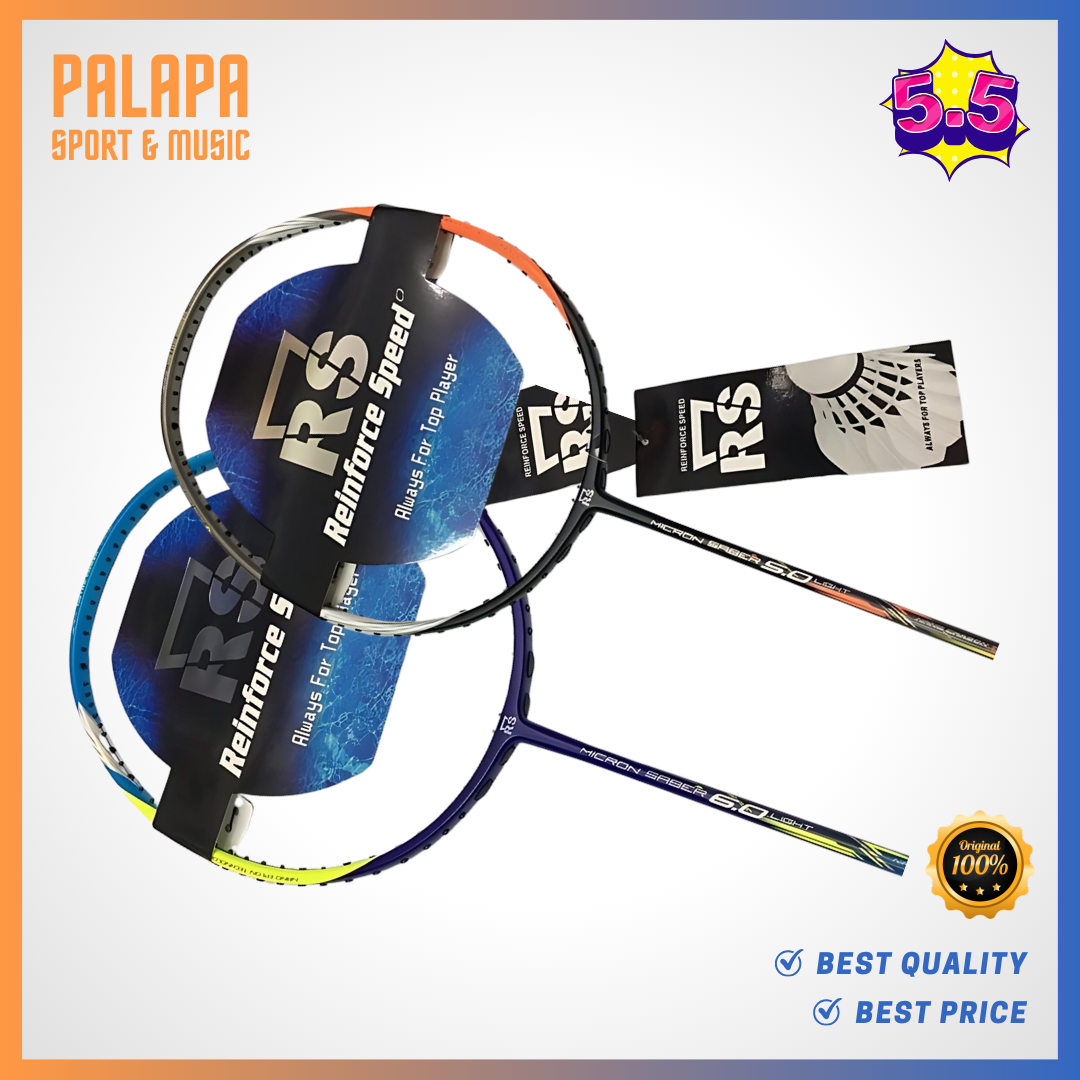 PALAPA
SPORT & MUSIC
5.5
RS
Reinforce Speed
Always For Top Player
REINFORCE SPEED
RS
REINFORCE SPEED
RS
ALWAYS FOR TOP PLAYERS
RS
MICRON SABER 5.0 LIGHT
RS
Reinforce S
Always For Top Player
RS
MICRON SABER 6.0 LIGHT
Original
100%
BEST QUALITY
BEST PRICE